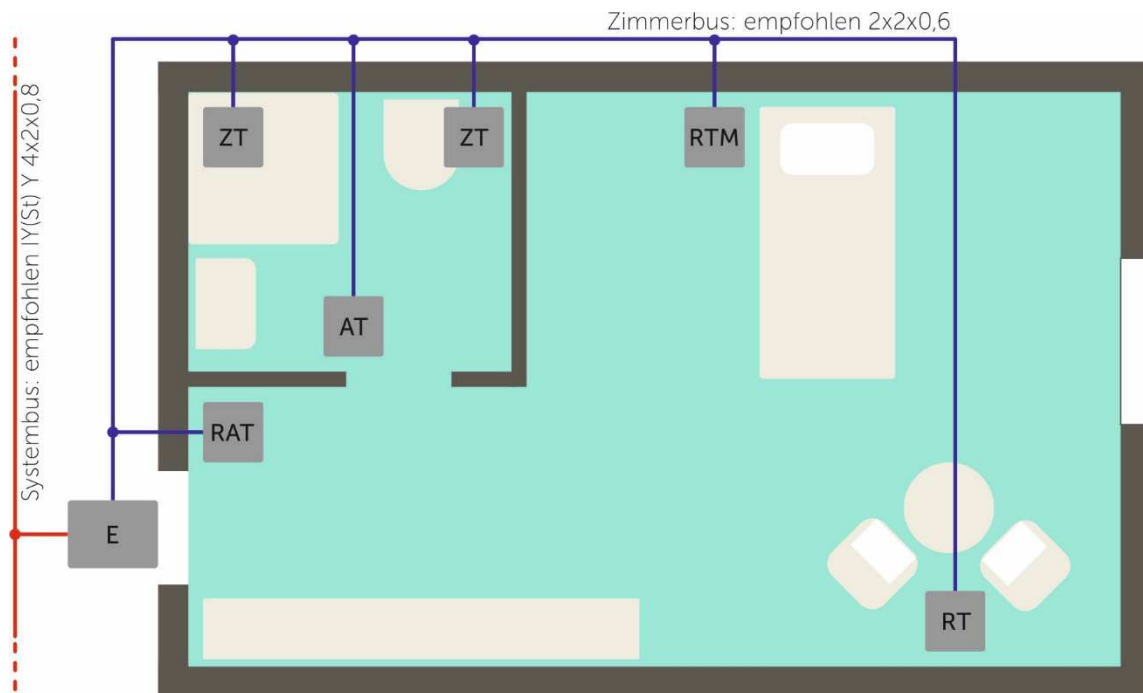 Zimmerbus: empfohlen 2x2x0,6
Systembus: empfohlen IY(St) Y 4x2x0,8
ZT
ZT
RTM
AT
RAT
E
RT